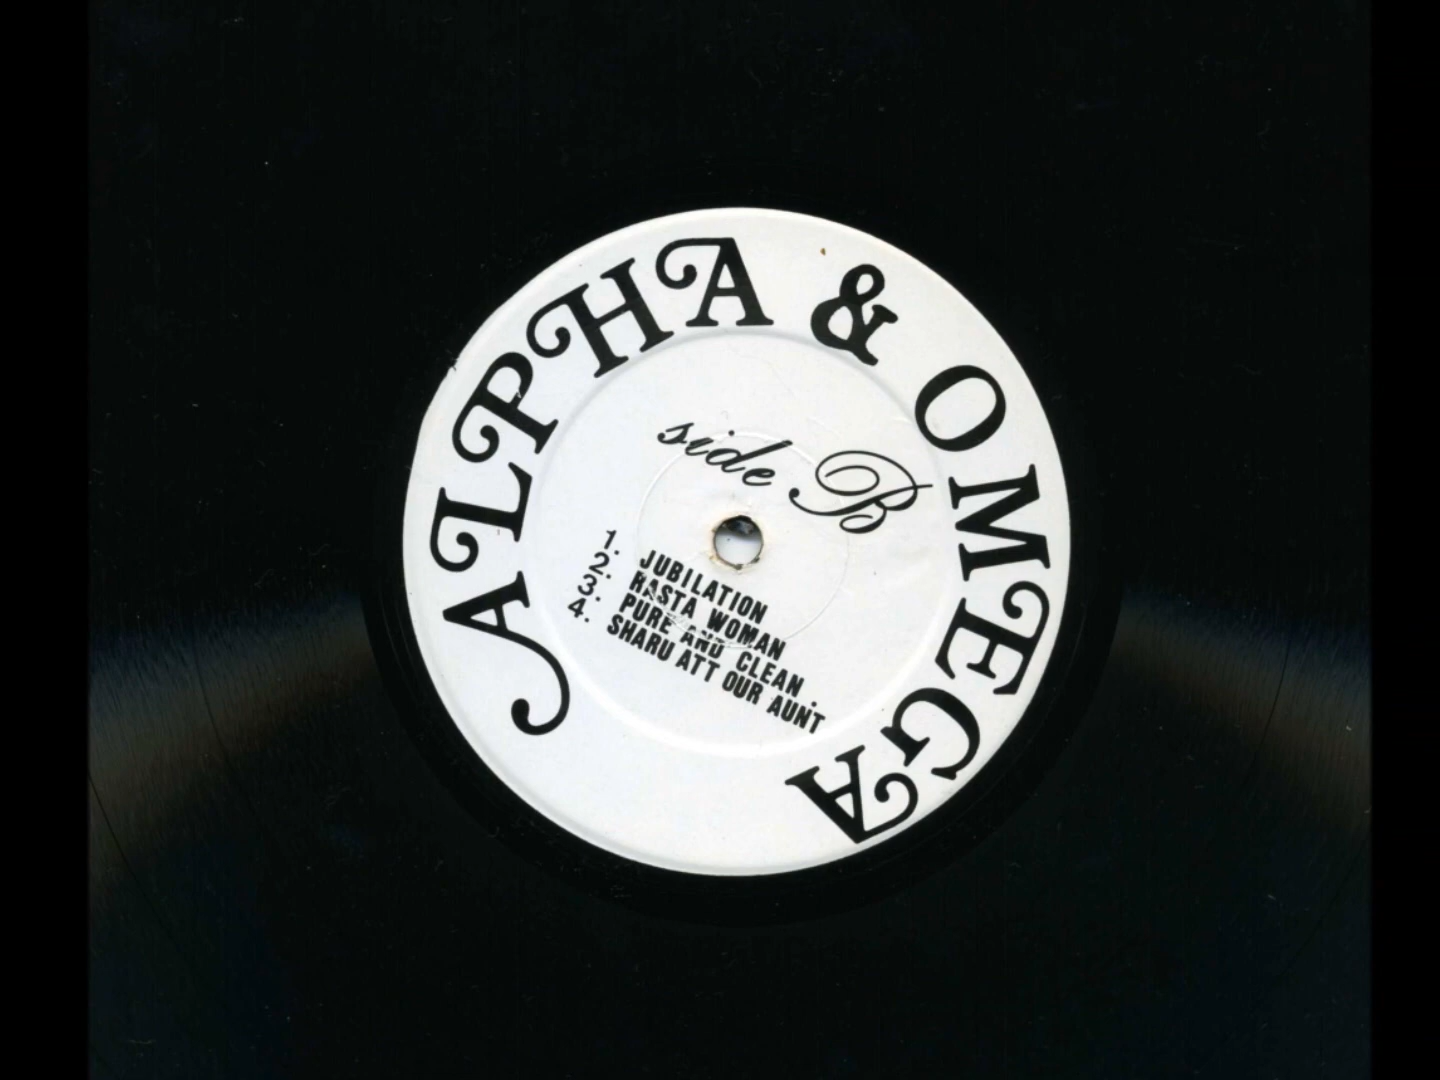 ALPHA & OMEGA
side B
1. JUBILATION
2. RASTA WOMAN
3. PURE AND CLEAN
4. SHARU ATT OUR AUNT